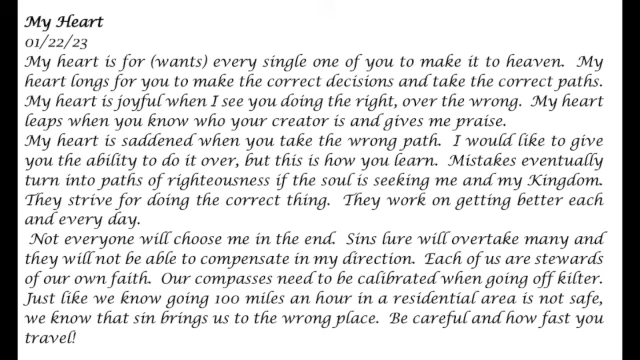 My Heart
01/22/23
My heart is for (wants) every single one of you to make it to heaven. My
heart longs for you to make the correct decisions and take the correct paths.
My heart is joyful when I see you doing the right, over the wrong. My heart
leaps when you know who your creator is and gives me praise.
My heart is saddened when you take the wrong path. I would like to give
you the ability to do it over, but this is how you learn. Mistakes eventually
turn into paths of righteousness if the soul is seeking me and my Kingdom.
They strive for doing the correct thing. They work on getting better each
and every day.
Not everyone will choose me in the end. Sins lure will overtake many and
they will not be able to compensate in my direction. Each of us are stewards
of our own faith. Our compasses need to be calibrated when going off kilter.
Just like we know going 100 miles an hour in a residential area is not safe,
we know that sin brings us to the wrong place. Be careful and how fast you
travel!